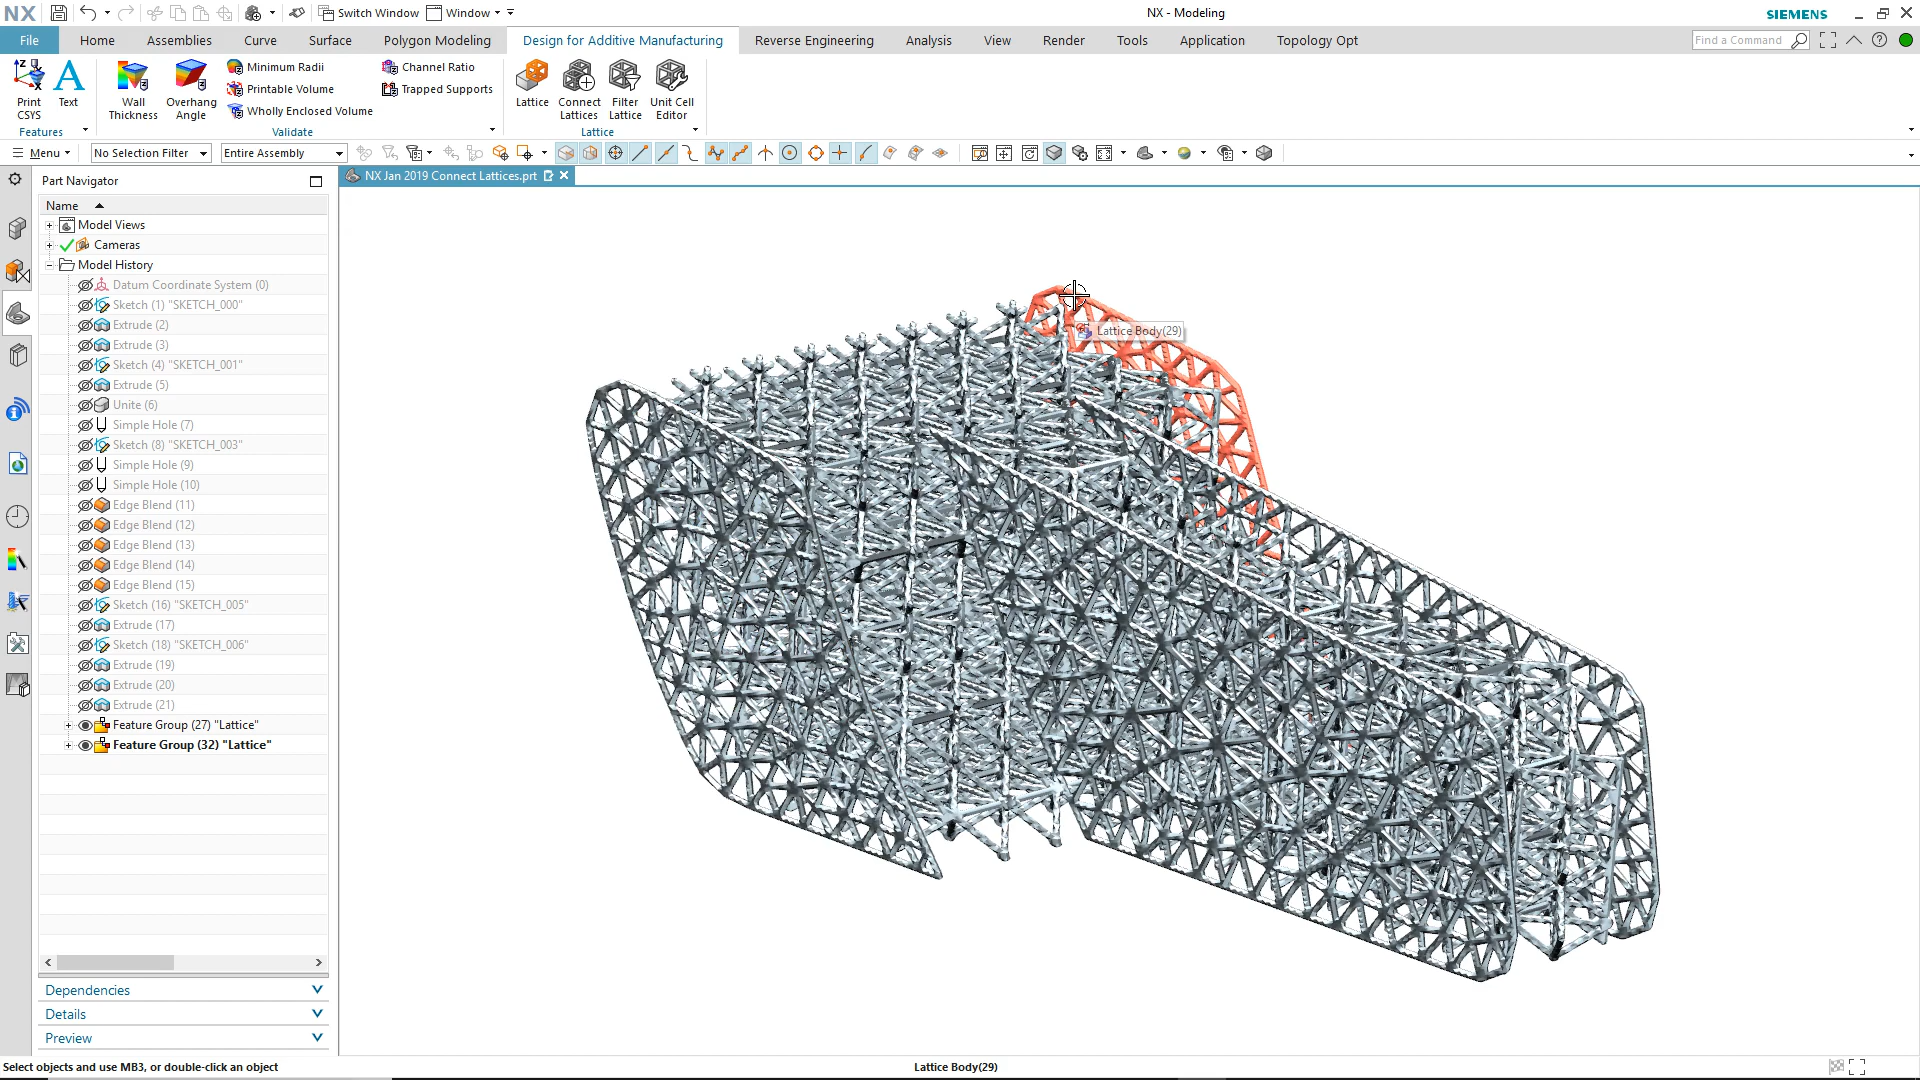 NX Switch Window Window NX - Modeling SIEMENS
File Home Assemblies Curve Surface Polygon Modeling Design for Additive Manufacturing Reverse Engineering Analysis View Render Tools Application Topology Opt Find a Command
Print CSYS
Text
Features
Wall Thickness
Overhang Angle
Minimum Radii
Printable Volume
Wholly Enclosed Volume
Channel Ratio
Trapped Supports
Validate
Lattice
Connect Lattices
Filter Lattice
Unit Cell Editor
Lattice
Menu No Selection Filter Entire Assembly
Part Navigator
NX Jan 2019 Connect Lattices.prt
Name
Model Views
Cameras
Model History
Datum Coordinate System (0)
Sketch (1) "SKETCH_000"
Extrude (2)
Extrude (3)
Sketch (4) "SKETCH_001"
Extrude (5)
Unite (6)
Simple Hole (7)
Sketch (8) "SKETCH_003"
Simple Hole (9)
Simple Hole (10)
Edge Blend (11)
Edge Blend (12)
Edge Blend (13)
Edge Blend (14)
Edge Blend (15)
Sketch (16) "SKETCH_005"
Extrude (17)
Sketch (18) "SKETCH_006"
Extrude (19)
Extrude (20)
Extrude (21)
Feature Group (27) "Lattice"
Feature Group (32) "Lattice"
Lattice Body(29)
Dependencies
Details
Preview
Select objects and use MB3, or double-click an object
Lattice Body(29)